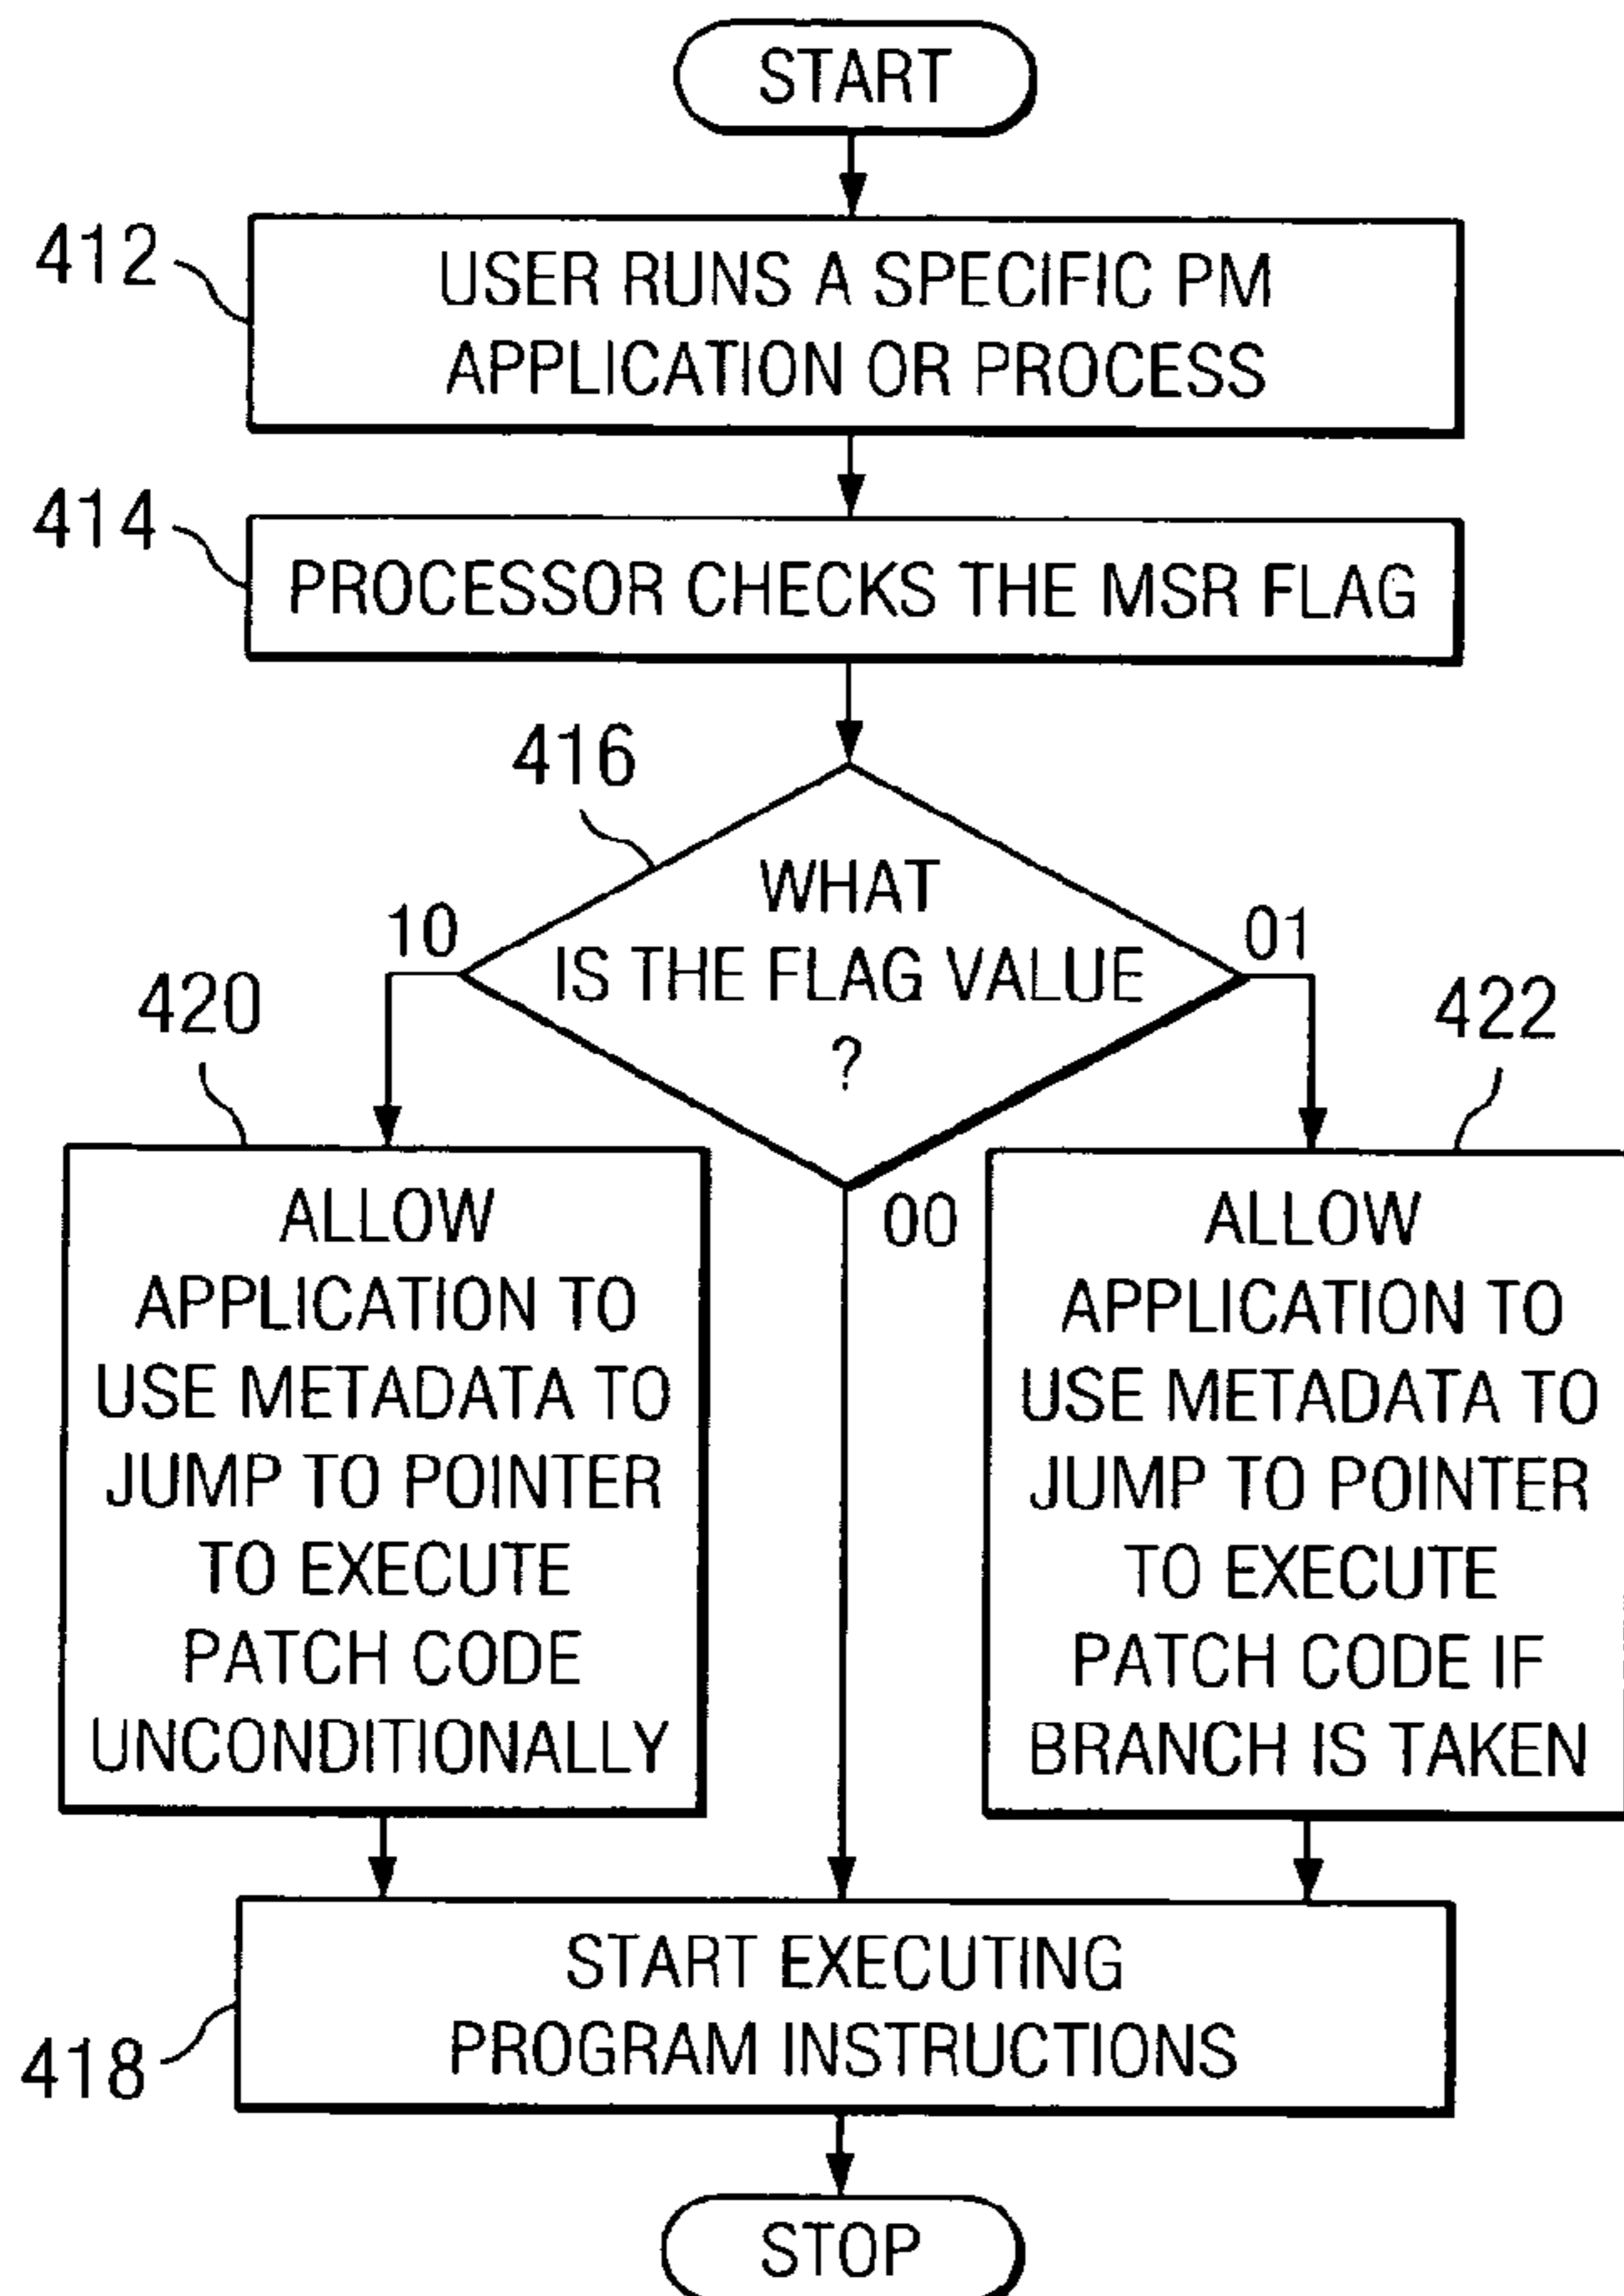 START
412
USER RUNS A SPECIFIC PM
APPLICATION OR PROCESS
414
PROCESSOR CHECKS THE MSR FLAG
416
WHAT
IS THE FLAG VALUE
?
10
01
00
420
ALLOW
APPLICATION TO
USE METADATA TO
JUMP TO POINTER
TO EXECUTE
PATCH CODE
UNCONDITIONALLY
422
ALLOW
APPLICATION TO
USE METADATA TO
JUMP TO POINTER
TO EXECUTE
PATCH CODE IF
BRANCH IS TAKEN
418
START EXECUTING
PROGRAM INSTRUCTIONS
STOP